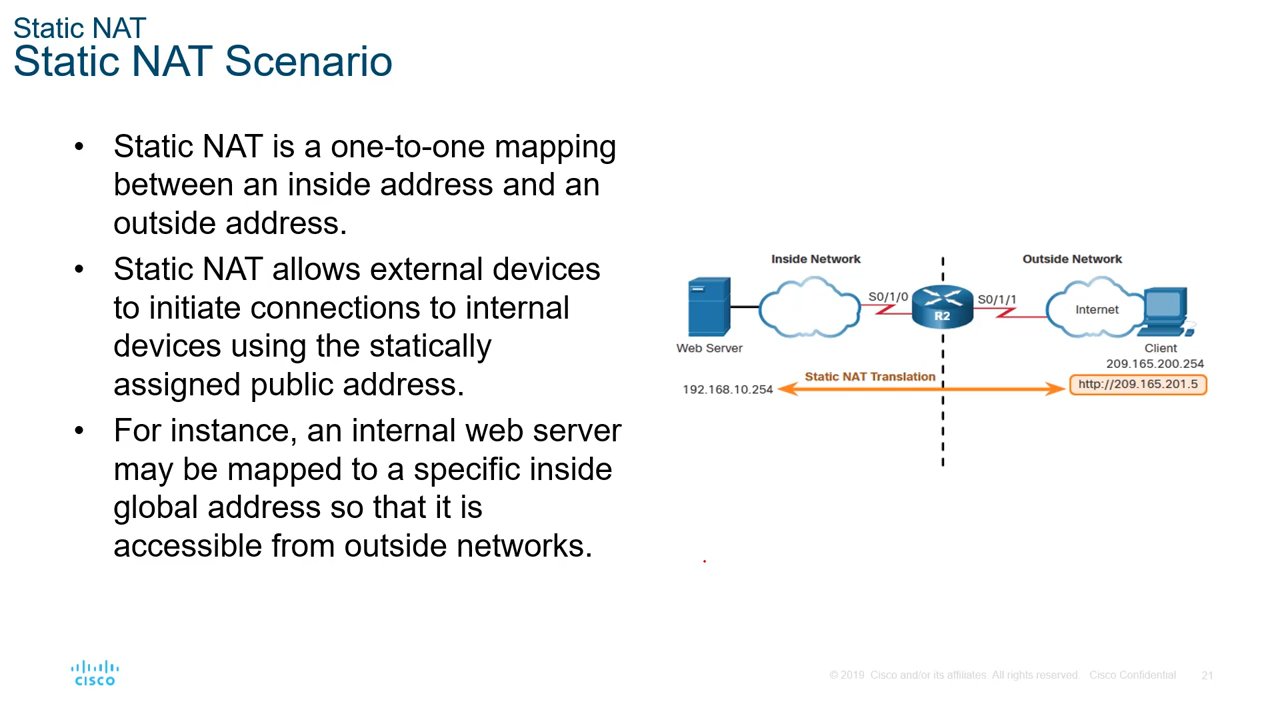 Static NAT
Static NAT Scenario
• Static NAT is a one-to-one mapping
between an inside address and an
outside address.
• Static NAT allows external devices
to initiate connections to internal
devices using the statically
assigned public address.
• For instance, an internal web server
may be mapped to a specific inside
global address so that it is
accessible from outside networks.
Inside Network
Outside Network
S0/1/0
R2
S0/1/1
Internet
Web Server
Client
209.165.200.254
192.168.10.254
Static NAT Translation
http://209.165.201.5
CISCO
© 2019 Cisco and/or its affiliates. All rights reserved. Cisco Confidential
21